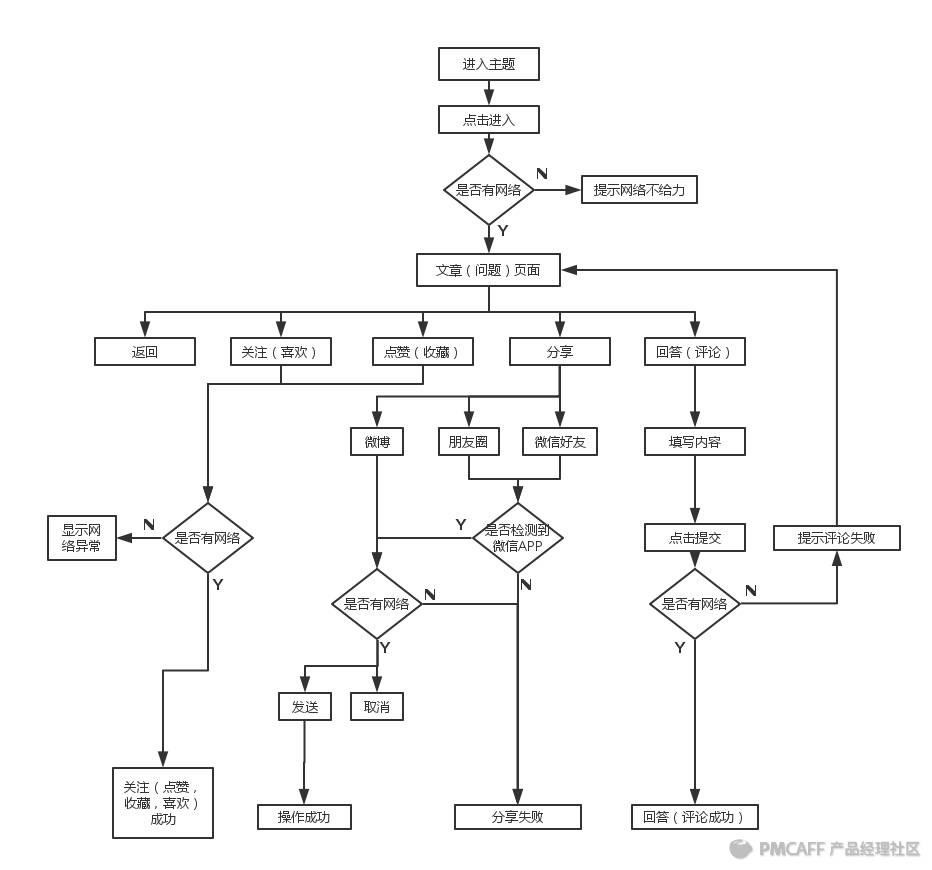 进入主题
点击进入
是否有网络
N
提示网络不给力
Y
文章（问题）页面
返回
关注（喜欢）
点赞（收藏）
分享
回答（评论）
微博
朋友圈
微信好友
填写内容
显示网
络异常
N
是否有网络
Y
Y
是否检测到
微信APP
N
点击提交
提示评论失败
是否有网络
N
Y
是否有网络
N
Y
发送
取消
关注（点赞，
收藏，喜欢）
成功
操作成功
分享失败
回答（评论成功）
PMCAFF 产品经理社区